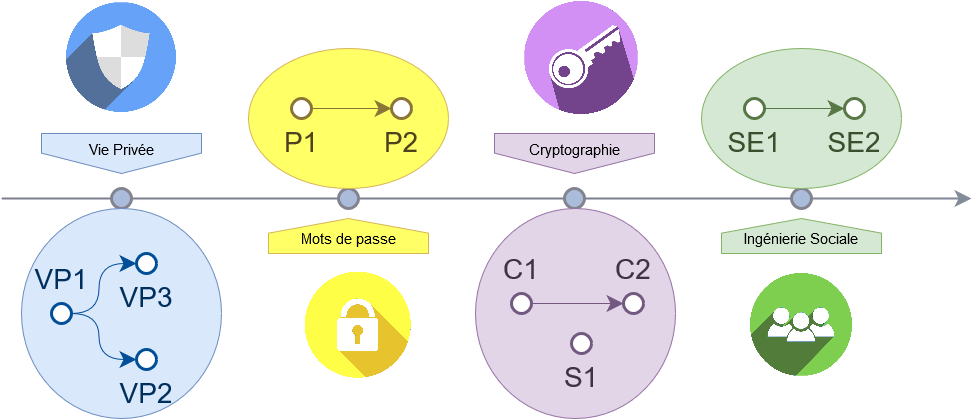 Vie Privée
VP1
VP3
VP2
P1
P2
Mots de passe
Cryptographie
C1
C2
S1
SE1
SE2
Ingénierie Sociale